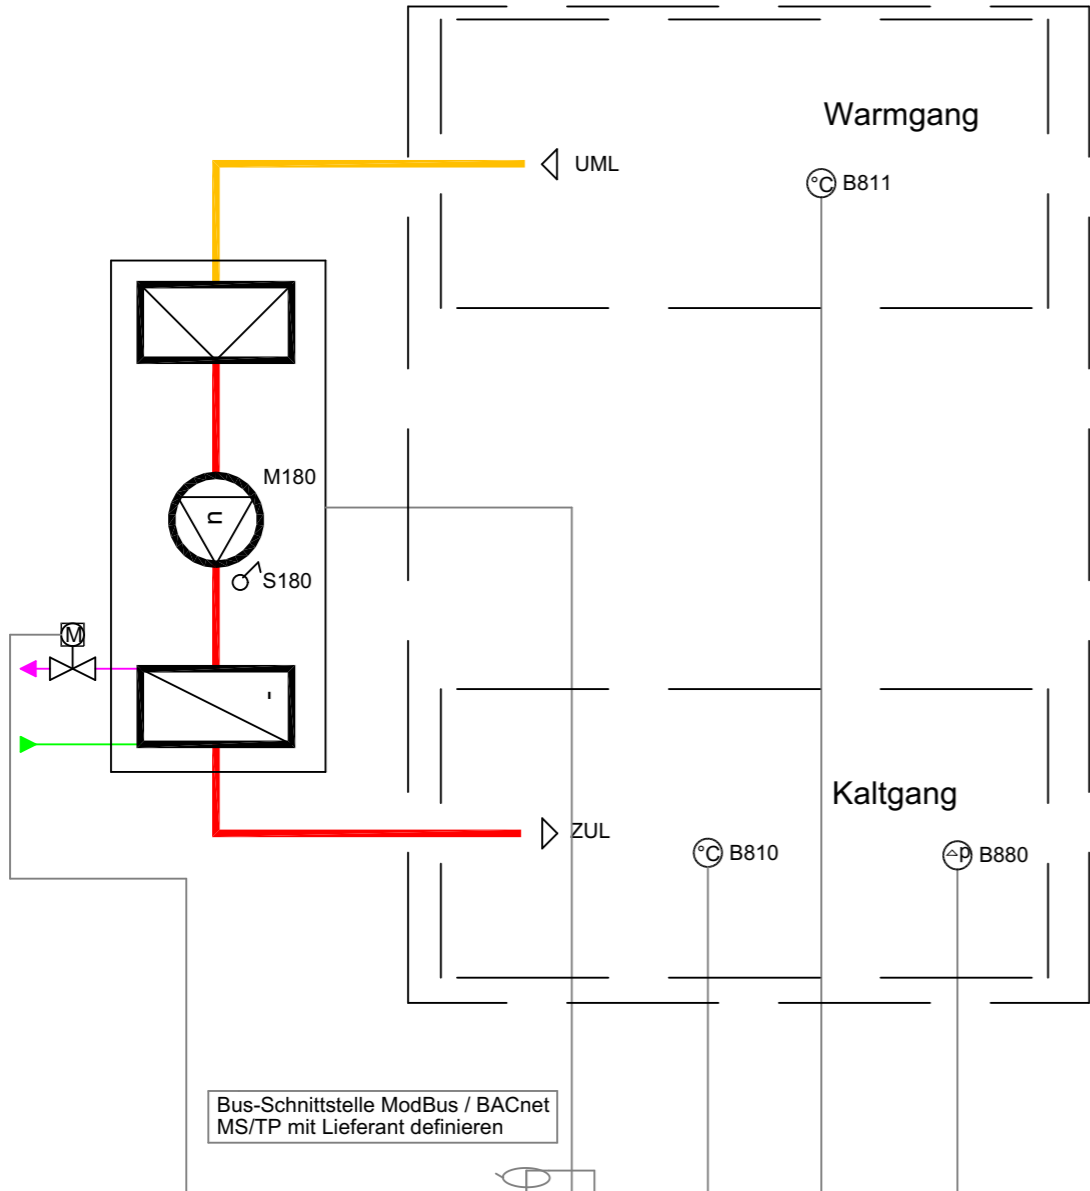 Warmgang
UML
°C B811
M180
n
S180
M
-
Kaltgang
ZUL
°C B810
p B880
Bus-Schnittstelle ModBus / BACnet
MS/TP mit Lieferant definieren